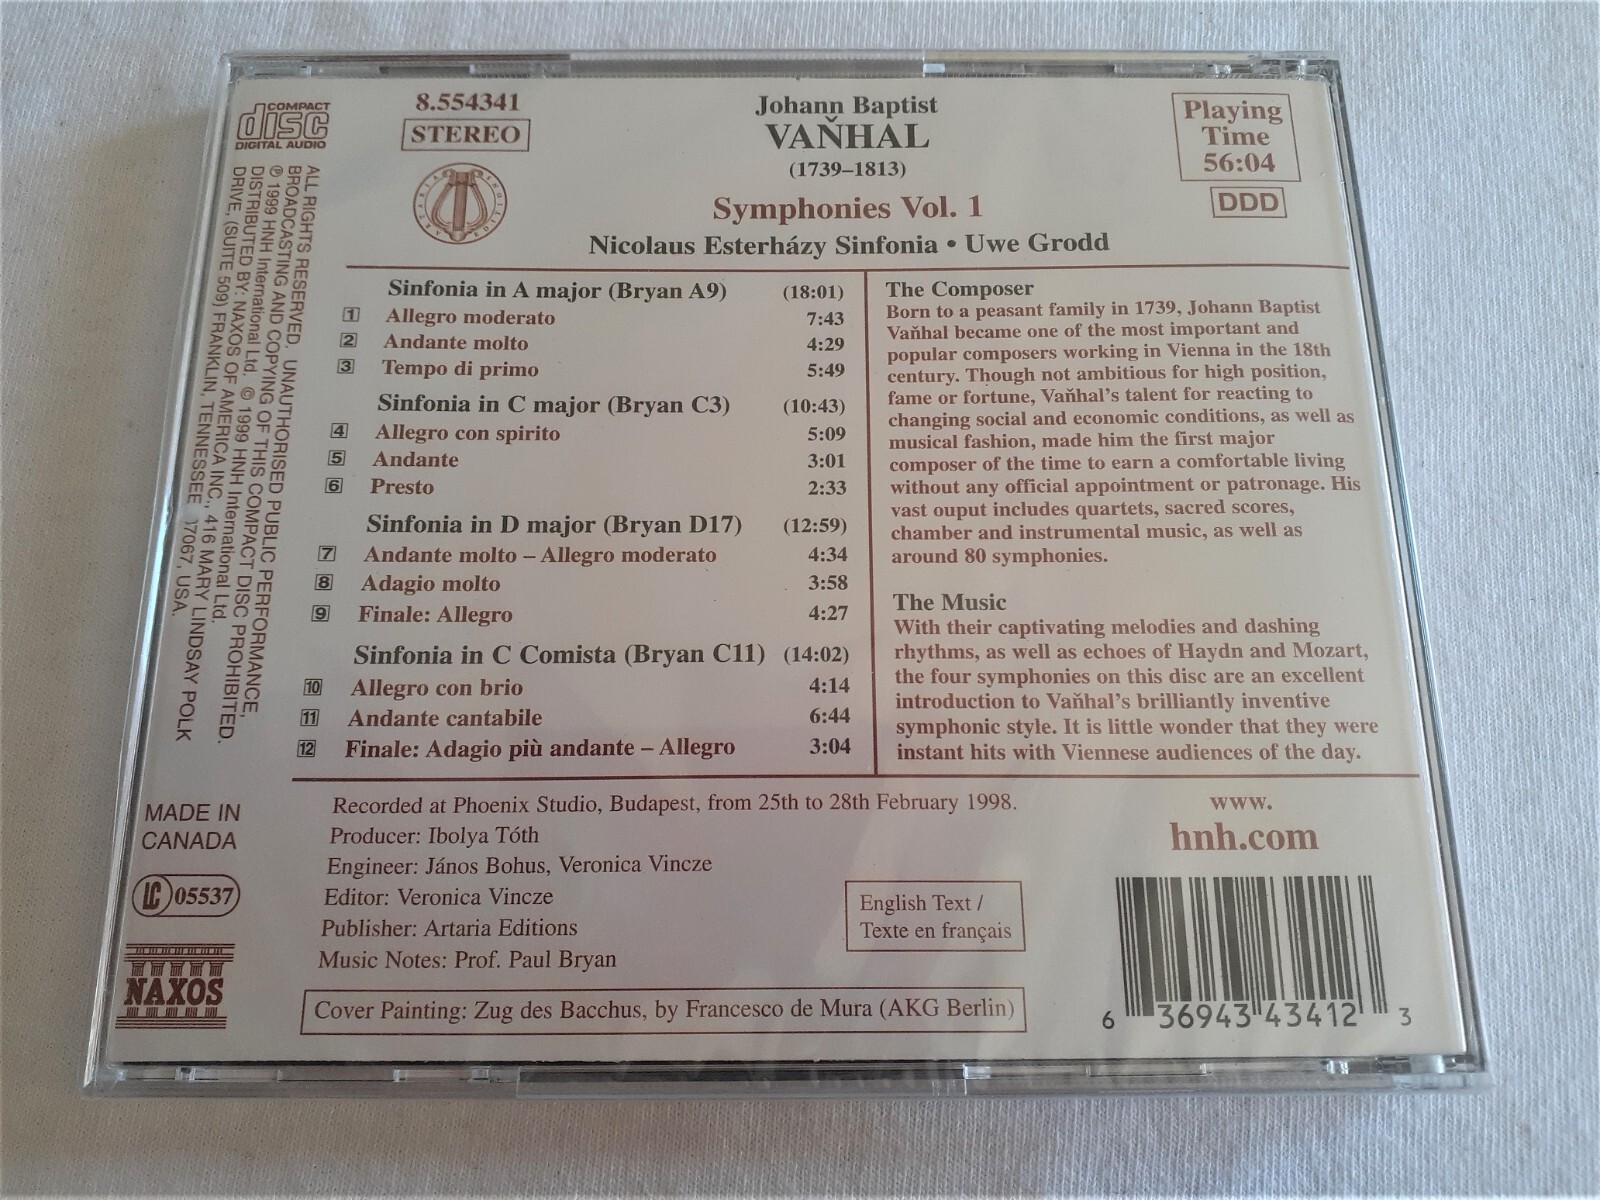 COMPACT
disc
DIGITAL AUDIO
8.554341
STEREO
Johann Baptist
VAŇHAL
(1739–1813)
Symphonies Vol. 1
Nicolaus Esterházy Sinfonia • Uwe Grodd
Playing
Time
56:04
DDD
ALL RIGHTS RESERVED. UNAUTHORISED PUBLIC PERFORMANCE,
BROADCASTING AND COPYING OF THIS COMPACT DISC PROHIBITED.
℗ 1999 HNH International Ltd. © 1999 HNH International Ltd.
DISTRIBUTED BY: NAXOS OF AMERICA INC., 416 MARY LINDSAY POLK
DRIVE, (SUITE 509) FRANKLIN, TENNESSEE 37067, USA.
Sinfonia in A major (Bryan A9) (18:01)
1 Allegro moderato 7:43
2 Andante molto 4:29
3 Tempo di primo 5:49
Sinfonia in C major (Bryan C3) (10:43)
4 Allegro con spirito 5:09
5 Andante 3:01
6 Presto 2:33
Sinfonia in D major (Bryan D17) (12:59)
7 Andante molto – Allegro moderato 4:34
8 Adagio molto 3:58
9 Finale: Allegro 4:27
Sinfonia in C Comista (Bryan C11) (14:02)
10 Allegro con brio 4:14
11 Andante cantabile 6:44
12 Finale: Adagio più andante – Allegro 3:04
The Composer
Born to a peasant family in 1739, Johann Baptist
Vaňhal became one of the most important and
popular composers working in Vienna in the 18th
century. Though not ambitious for high position,
fame or fortune, Vaňhal's talent for reacting to
changing social and economic conditions, as well as
musical fashion, made him the first major
composer of the time to earn a comfortable living
without any official appointment or patronage. His
vast ouput includes quartets, sacred scores,
chamber and instrumental music, as well as
around 80 symphonies.
The Music
With their captivating melodies and dashing
rhythms, as well as echoes of Haydn and Mozart,
the four symphonies on this disc are an excellent
introduction to Vaňhal's brilliantly inventive
symphonic style. It is little wonder that they were
instant hits with Viennese audiences of the day.
MADE IN
CANADA
LC 05537
NAXOS
Recorded at Phoenix Studio, Budapest, from 25th to 28th February 1998.
Producer: Ibolya Tóth
Engineer: János Bohus, Veronica Vincze
Editor: Veronica Vincze
Publisher: Artaria Editions
Music Notes: Prof. Paul Bryan
English Text /
Texte en français
Cover Painting: Zug des Bacchus, by Francesco de Mura (AKG Berlin)
www.
hnh.com
6 36943 43412 3